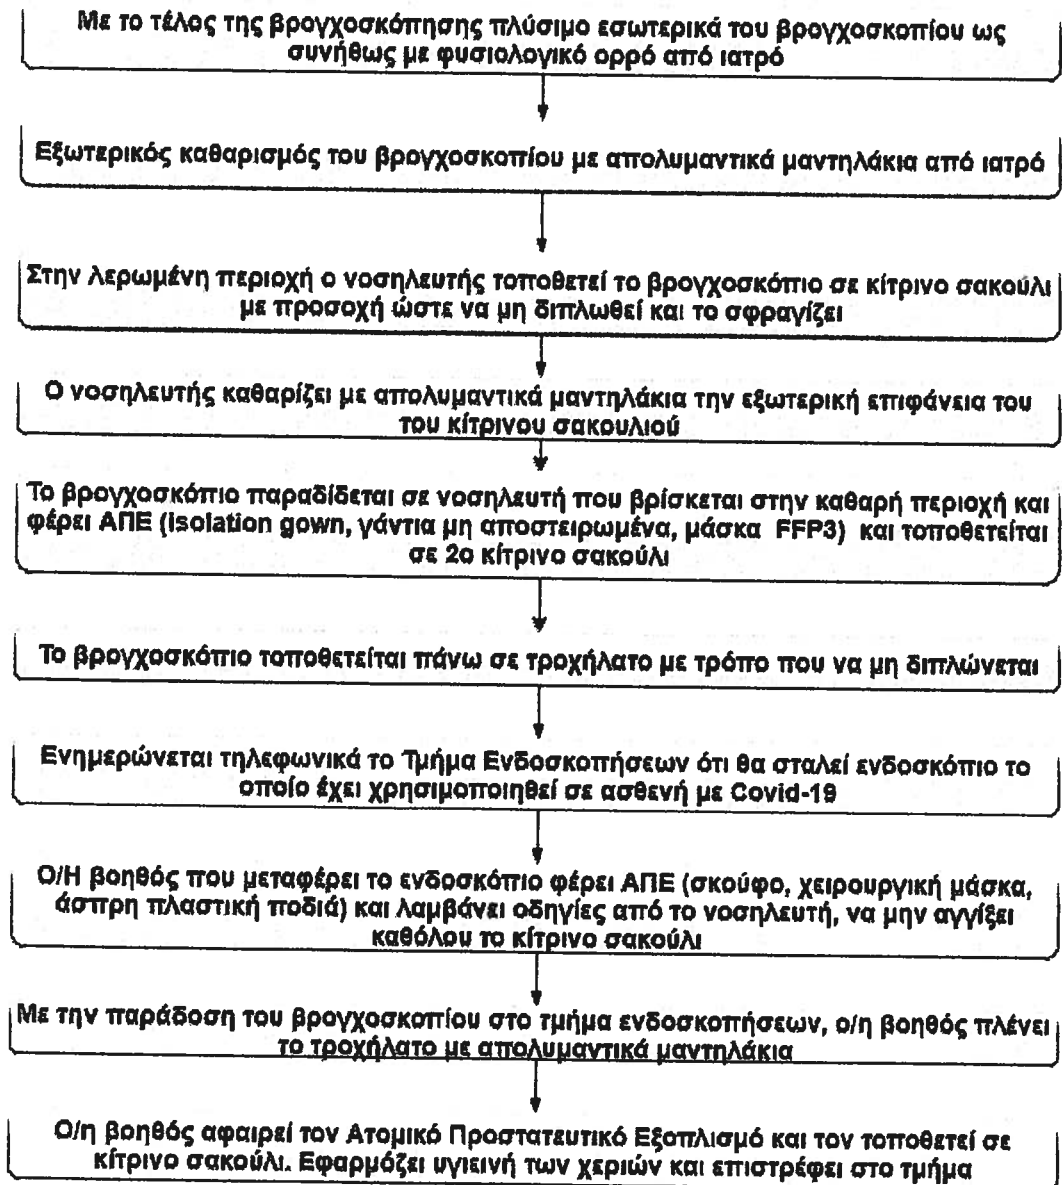 Με το τέλος της βρογχοσκόπησης πλύσιμο εσωτερικά του βρογχοσκοπίου ως
συνήθως με φυσιολογικό ορρό από ιατρό
Εξωτερικός καθαρισμός του βρογχοσκοπίου με απολυμαντικά μαντηλάκια από ιατρό
Στην λερωμένη περιοχή ο νοσηλευτής τοποθετεί το βρογχοσκόπιο σε κίτρινο σακούλι
με προσοχή ώστε να μη διπλωθεί και το σφραγίζει
Ο νοσηλευτής καθαρίζει με απολυμαντικά μαντηλάκια την εξωτερική επιφάνεια του
του κίτρινου σακουλιού
Το βρογχοσκόπιο παραδίδεται σε νοσηλευτή που βρίσκεται στην καθαρή περιοχή και
φέρει ΑΠΕ (isolation gown, γάντια μη αποστειρωμένα, μάσκα FFP3) και τοποθετείται
σε 2ο κίτρινο σακούλι
Το βρογχοσκόπιο τοποθετείται πάνω σε τροχήλατο με τρόπο που να μη διπλώνεται
Ενημερώνεται τηλεφωνικά το Τμήμα Ενδοσκοπήσεων ότι θα σταλεί ενδοσκόπιο το
οποίο έχει χρησιμοποιηθεί σε ασθενή με Covid-19
Ο/Η βοηθός που μεταφέρει το ενδοσκόπιο φέρει ΑΠΕ (σκούφο, χειρουργική μάσκα,
άσπρη πλαστική ποδιά) και λαμβάνει οδηγίες από το νοσηλευτή, να μην αγγίξει
καθόλου το κίτρινο σακούλι
Με την παράδοση του βρογχοσκοπίου στο τμήμα ενδοσκοπήσεων, ο/η βοηθός πλένει
το τροχήλατο με απολυμαντικά μαντηλάκια
Ο/η βοηθός αφαιρεί τον Ατομικό Προστατευτικό Εξοπλισμό και τον τοποθετεί σε
κίτρινο σακούλι. Εφαρμόζει υγιεινή των χεριών και επιστρέφει στο τμήμα